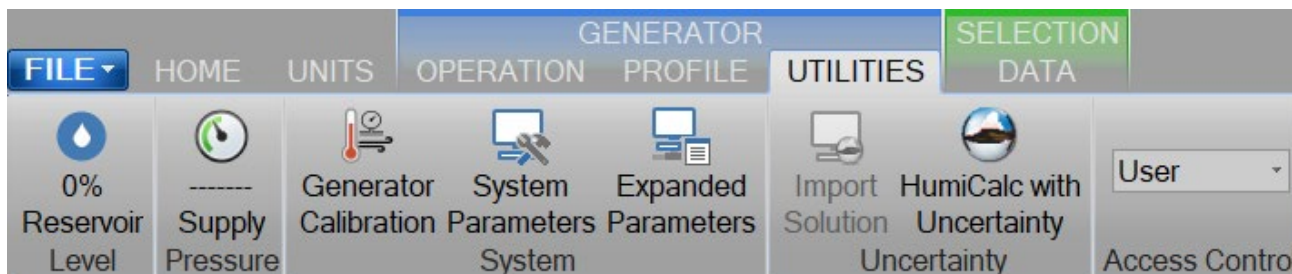 GENERATOR SELECTION
FILE HOME UNITS OPERATION PROFILE UTILITIES DATA
0% ------- Generator System Expanded Import HumiCalc with User
Reservoir Supply Calibration Parameters Parameters Solution Uncertainty
Level Pressure System Uncertainty Access Contro